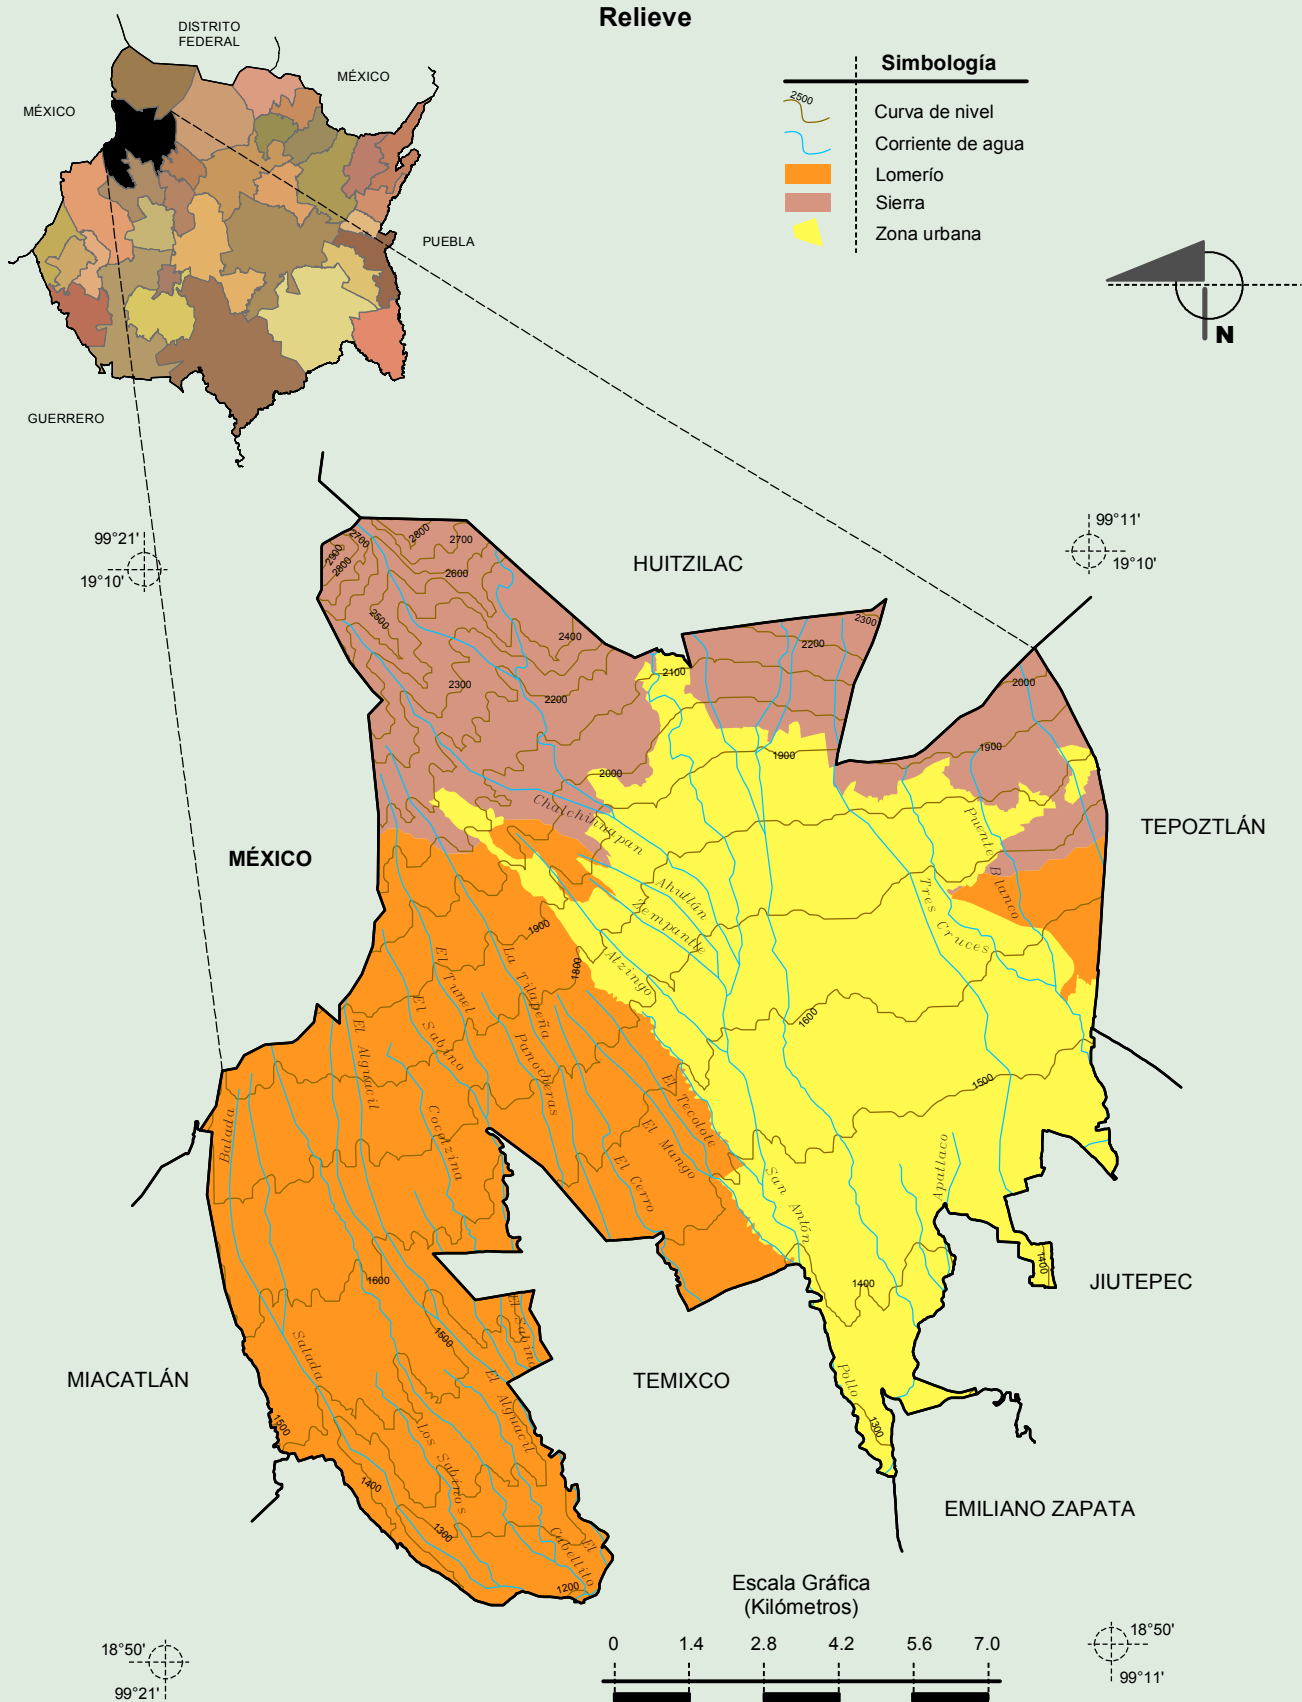 Relieve
DISTRITO
FEDERAL
MÉXICO
MÉXICO
PUEBLA
GUERRERO
Simbología
2500
Curva de nivel
Corriente de agua
Lomerío
Sierra
Zona urbana
N
99°21'
19°10'
99°11'
19°10'
HUITZILAC
TEPOZTLÁN
MÉXICO
JIUTEPEC
MIACATLÁN
TEMIXCO
EMILIANO ZAPATA
2900
2800
2700
2800
2700
2600
2500
2400
2300
2200
2300
2200
2100
2000
2000
1900
1900
1900
1800
1600
1500
1600
1500
1400
1400
1500
1400
1300
1300
1200
Chalchihuapan
Ahutlán
Zempantle
Atzingo
Tres Cruces
Puente Blanco
La Tilapeña
El Tunel
El Sabino
El Alguacil
Panocheras
Cocotzina
El Tecolote
El Mango
El Cerro
San Antón
Apatlaco
Balada
Salada
El Sabino
El Alguacil
Los Sabinos
El Cabellito
Pollo
Escala Gráfica
(Kilómetros)
0 1.4 2.8 4.2 5.6 7.0
18°50'
99°21'
18°50'
99°11'